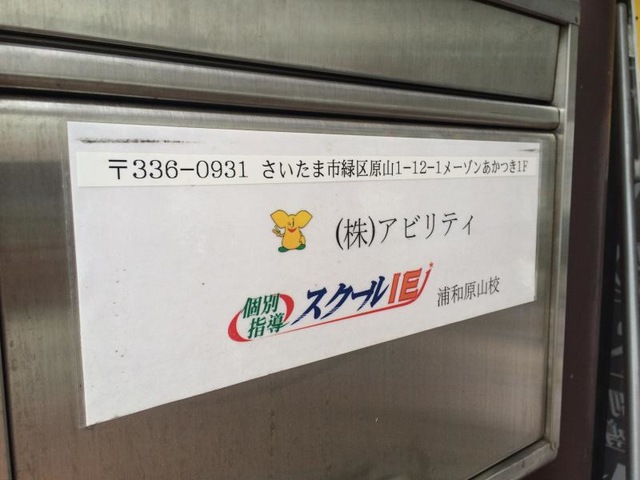 〒336-0931 さいたま市緑区原山1-12-1メーゾンあかつき1F
(株)アビリティ
個別指導 スクールIE 浦和原山校